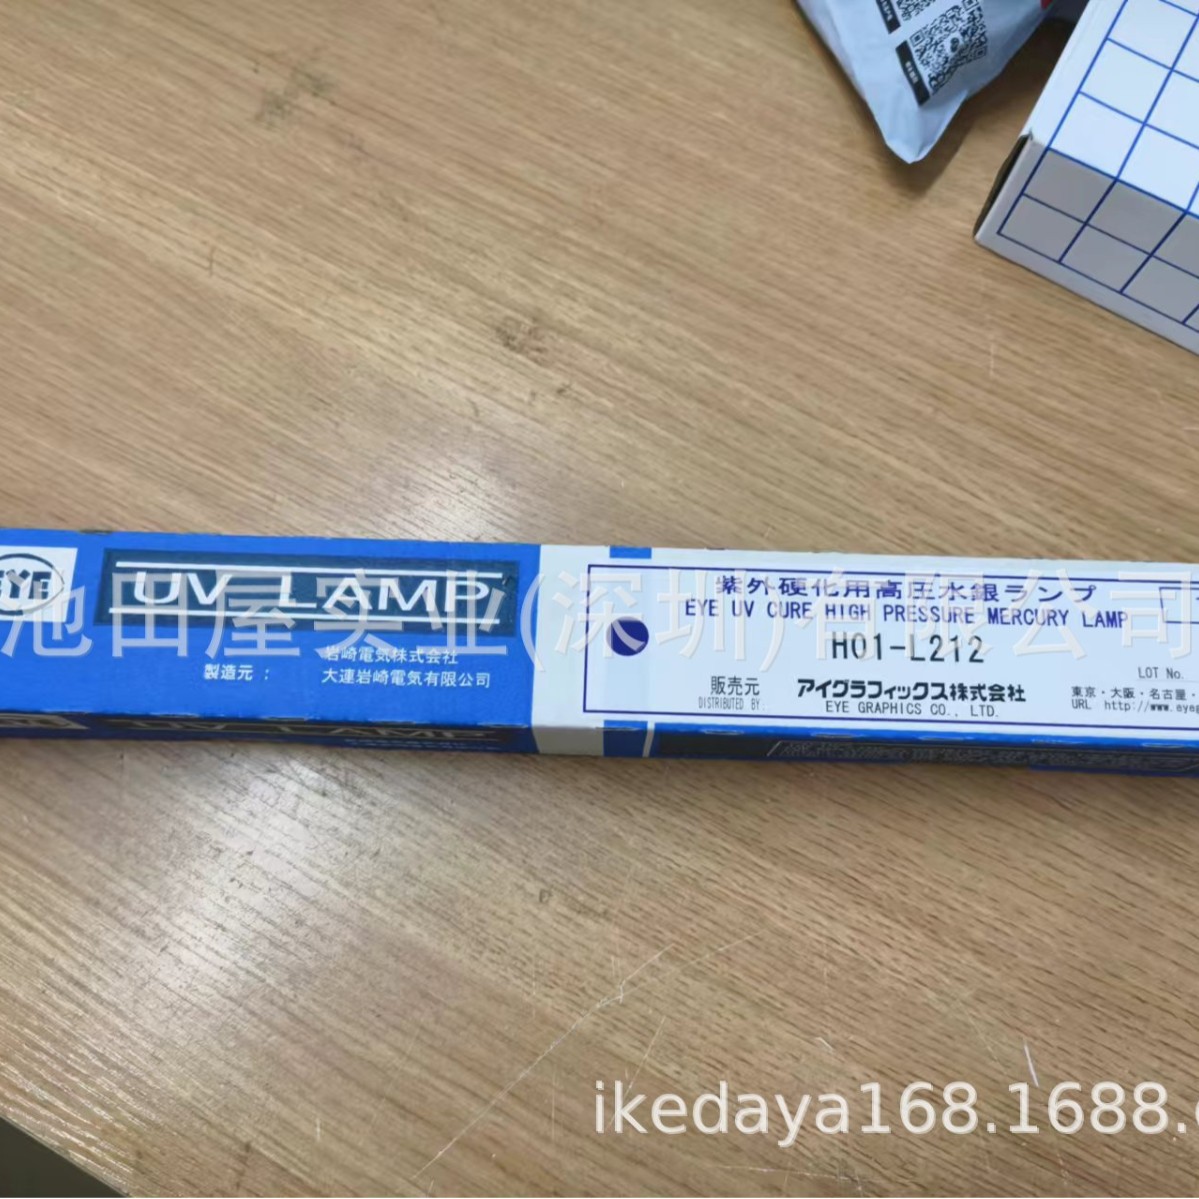 EYE
UV LAMP
製造元：
岩崎電気株式会社
大連岩崎電気有限公司
紫外硬化用高圧水銀ランプ
EYE UV CURE HIGH PRESSURE MERCURY LAMP
H01-L212
販売元
DISTRIBUTED BY:
アイグラフィックス株式会社
EYE GRAPHICS CO., LTD.
LOT No.
東京・大阪・名古屋・
URL http://www.eyeg
池田屋实业(深圳)有限公司
UV LAMP
ikedaya168.1688.c